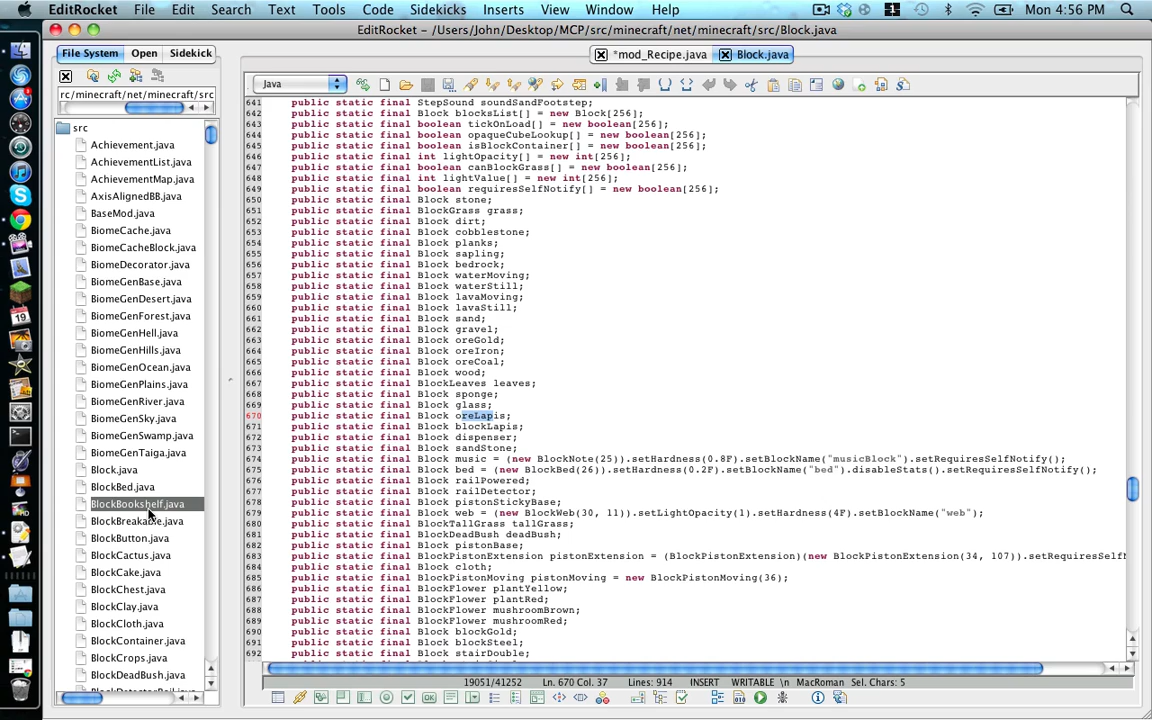 EditRocket File Edit Search Text Tools Code Sidekicks Inserts View Window Help 1 Mon 4:56 PM
EditRocket – /Users/John/Desktop/MCP/src/minecraft/net/minecraft/src/Block.java
File System Open Sidekick
*mod_Recipe.java Block.java
Java
rc/minecraft/net/minecraft/src
src
Achievement.java
AchievementList.java
AchievementMap.java
AxisAlignedBB.java
BaseMod.java
BiomeCache.java
BiomeCacheBlock.java
BiomeDecorator.java
BiomeGenBase.java
BiomeGenDesert.java
BiomeGenForest.java
BiomeGenHell.java
BiomeGenHills.java
BiomeGenOcean.java
BiomeGenPlains.java
BiomeGenRiver.java
BiomeGenSky.java
BiomeGenSwamp.java
BiomeGenTaiga.java
Block.java
BlockBed.java
BlockBookshelf.java
BlockBreakable.java
BlockButton.java
BlockCactus.java
BlockCake.java
BlockChest.java
BlockClay.java
BlockCloth.java
BlockContainer.java
BlockCrops.java
BlockDeadBush.java
641 public static final StepSound soundSandFootstep;
642 public static final Block blocksList[] = new Block[256];
643 public static final boolean tickOnLoad[] = new boolean[256];
644 public static final boolean opaqueCubeLookup[] = new boolean[256];
645 public static final boolean isBlockContainer[] = new boolean[256];
646 public static final int lightOpacity[] = new int[256];
647 public static final boolean canBlockGrass[] = new boolean[256];
648 public static final int lightValue[] = new int[256];
649 public static final boolean requiresSelfNotify[] = new boolean[256];
650 public static final Block stone;
651 public static final BlockGrass grass;
652 public static final Block dirt;
653 public static final Block cobblestone;
654 public static final Block planks;
655 public static final Block sapling;
656 public static final Block bedrock;
657 public static final Block waterMoving;
658 public static final Block waterStill;
659 public static final Block lavaMoving;
660 public static final Block lavaStill;
661 public static final Block sand;
662 public static final Block gravel;
663 public static final Block oreGold;
664 public static final Block oreIron;
665 public static final Block oreCoal;
666 public static final Block wood;
667 public static final BlockLeaves leaves;
668 public static final Block sponge;
669 public static final Block glass;
670 public static final Block oreLapis;
671 public static final Block blockLapis;
672 public static final Block dispenser;
673 public static final Block sandStone;
674 public static final Block music = (new BlockNote(25)).setHardness(0.8F).setBlockName("musicBlock").setRequiresSelfNotify();
675 public static final Block bed = (new BlockBed(26)).setHardness(0.2F).setBlockName("bed").disableStats().setRequiresSelfNotify();
676 public static final Block railPowered;
677 public static final Block railDetector;
678 public static final Block pistonStickyBase;
679 public static final Block web = (new BlockWeb(30, 11)).setLightOpacity(1).setHardness(4F).setBlockName("web");
680 public static final BlockTallGrass tallGrass;
681 public static final BlockDeadBush deadBush;
682 public static final Block pistonBase;
683 public static final BlockPistonExtension pistonExtension = (BlockPistonExtension)(new BlockPistonExtension(34, 107)).setRequiresSelfN
684 public static final Block cloth;
685 public static final BlockPistonMoving pistonMoving = new BlockPistonMoving(36);
686 public static final BlockFlower plantYellow;
687 public static final BlockFlower plantRed;
688 public static final BlockFlower mushroomBrown;
689 public static final BlockFlower mushroomRed;
690 public static final Block blockGold;
691 public static final Block blockSteel;
692 public static final Block stairDouble;
19051/41252 Ln. 670 Col. 37 Lines: 914 INSERT WRITABLE \n MacRoman Sel. Chars: 5